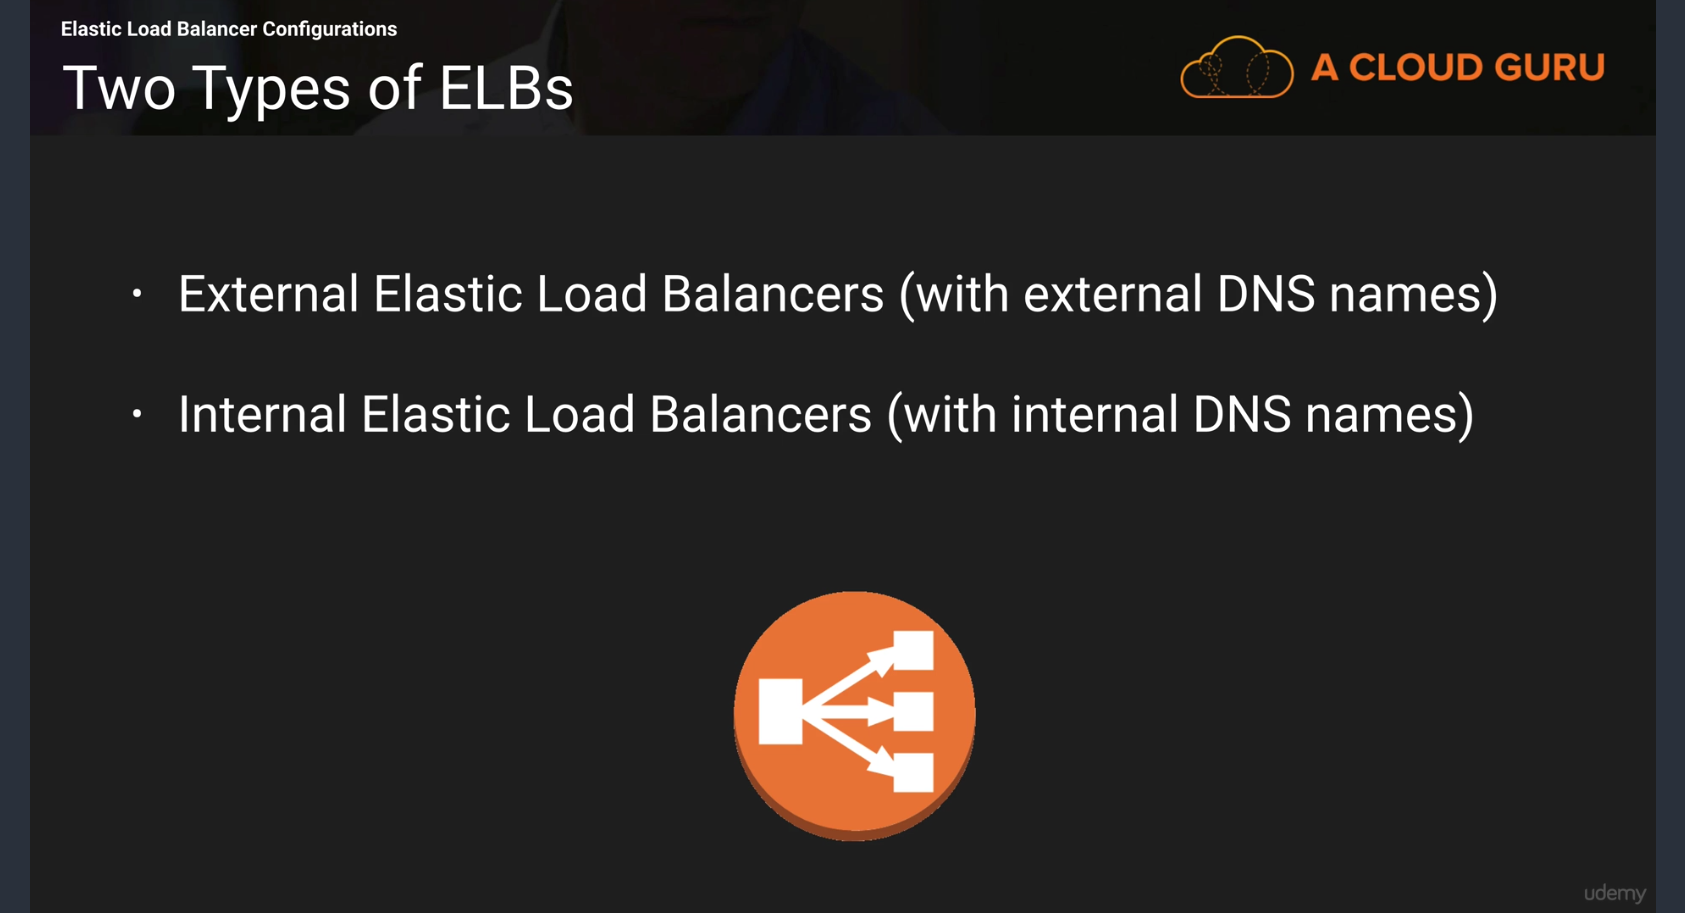 Elastic Load Balancer Configurations
Two Types of ELBs
A CLOUD GURU
· External Elastic Load Balancers (with external DNS names)
· Internal Elastic Load Balancers (with internal DNS names)
udemy